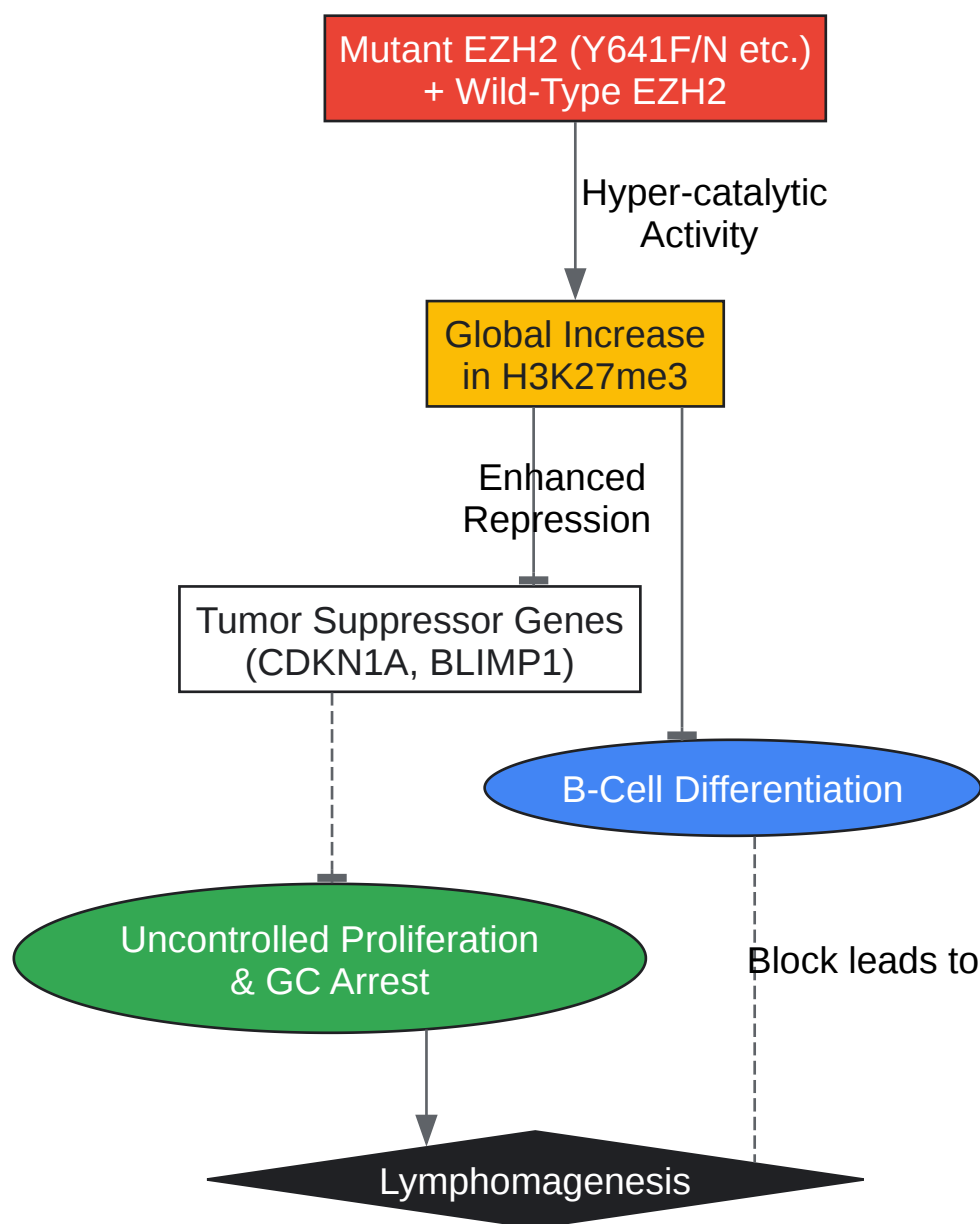 Mutant EZH2 (Y641F/N etc.)
+ Wild-Type EZH2
Hyper-catalytic
Activity
Global Increase
in H3K27me3
Enhanced
Repression
Tumor Suppressor Genes
(CDKN1A, BLIMP1)
B-Cell Differentiation
Uncontrolled Proliferation
& GC Arrest
Block leads to
Lymphomagenesis